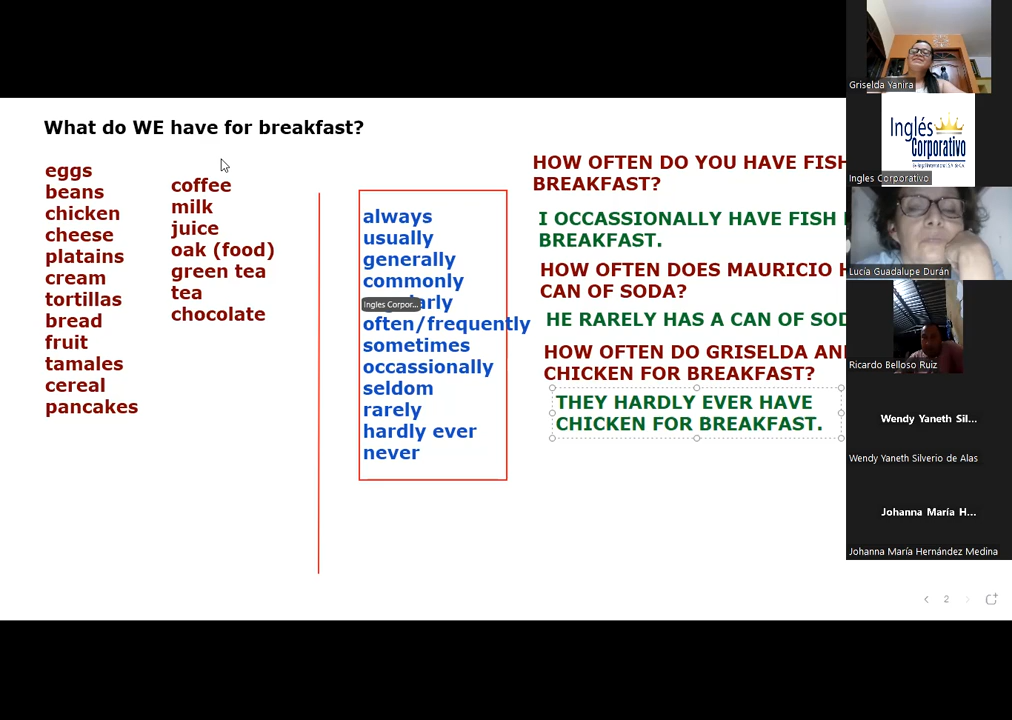 What do WE have for breakfast?
eggs
beans
chicken
cheese
platains
cream
tortillas
bread
fruit
tamales
cereal
pancakes
coffee
milk
juice
oak (food)
green tea
tea
chocolate
always
usually
generally
commonly
Ingles Corpor...
often/frequently
sometimes
occassionally
seldom
rarely
hardly ever
never
HOW OFTEN DO YOU HAVE FISH
BREAKFAST?
I OCCASSIONALLY HAVE FISH
BREAKFAST.
HOW OFTEN DOES MAURICIO
CAN OF SODA?
HE RARELY HAS A CAN OF
HOW OFTEN DO GRISELDA
CHICKEN FOR BREAKFAST?
THEY HARDLY EVER HAVE
CHICKEN FOR BREAKFAST.
Griselda Yanira
Inglés
Corporativo
Ingles Corporativo
Lucía Guadalupe Durán
Ricardo Belloso Ruiz
Wendy Yaneth Sil...
Wendy Yaneth Silverio de Alas
Johanna María H...
Johanna María Hernández Medina
2